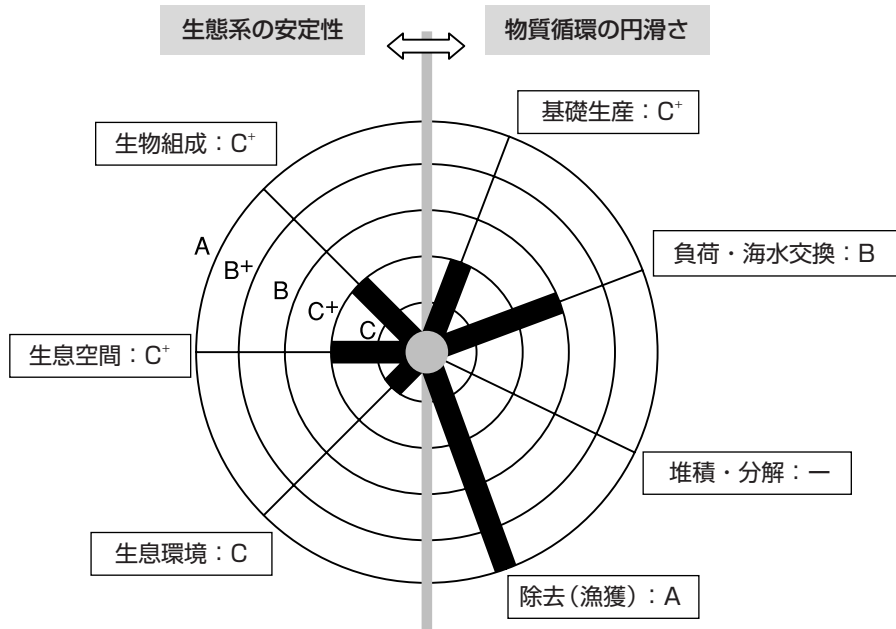 生態系の安定性
物質循環の円滑さ
基礎生産：C⁺
生物組成：C⁺
負荷・海水交換：B
A
B+
B
C+
C
生息空間：C⁺
堆積・分解：ー
生息環境：C
除去（漁獲）：A